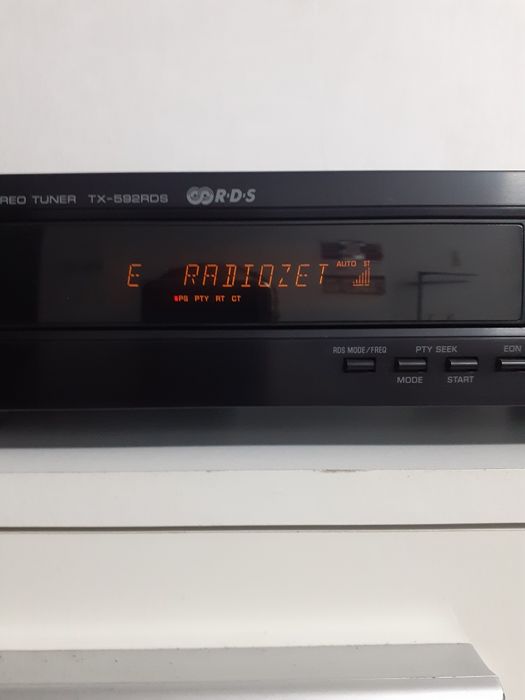 REO TUNER TX-592RDS R·D·S
E RADIOZET AUTO ST
PS PTY RT CT
RDS MODE/FREQ PTY SEEK EON
MODE START